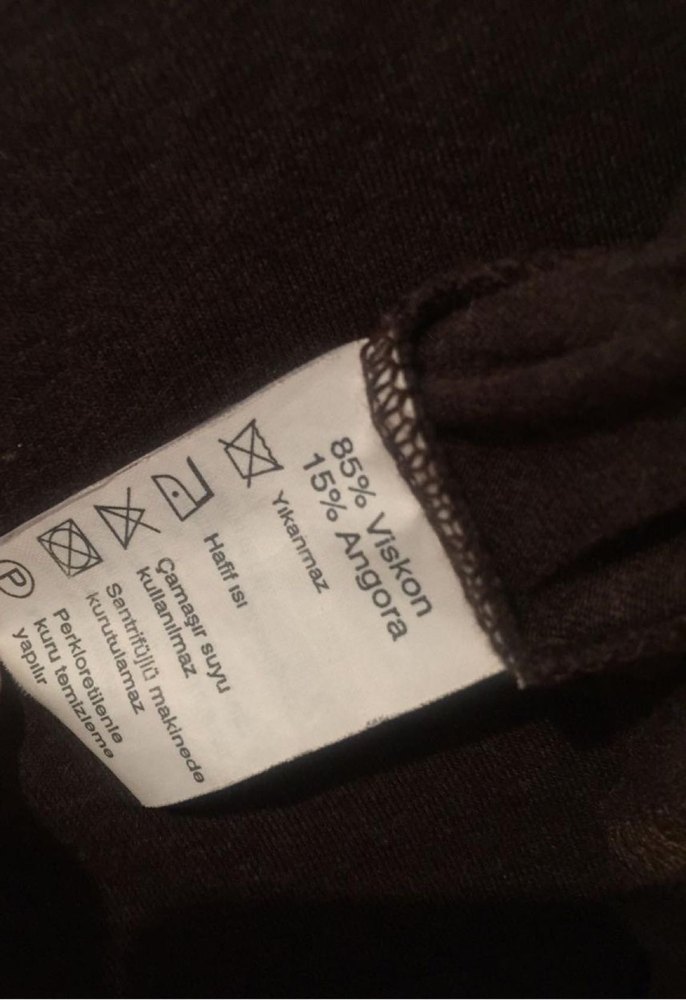 85% Viskon
15% Angora
Yıkanmaz
Hafif ısı
Çamaşır suyu
kullanılmaz
Santrifüjlü makinede
kurutulamaz
P
Perkloretilenle
kuru temizleme
yapılır